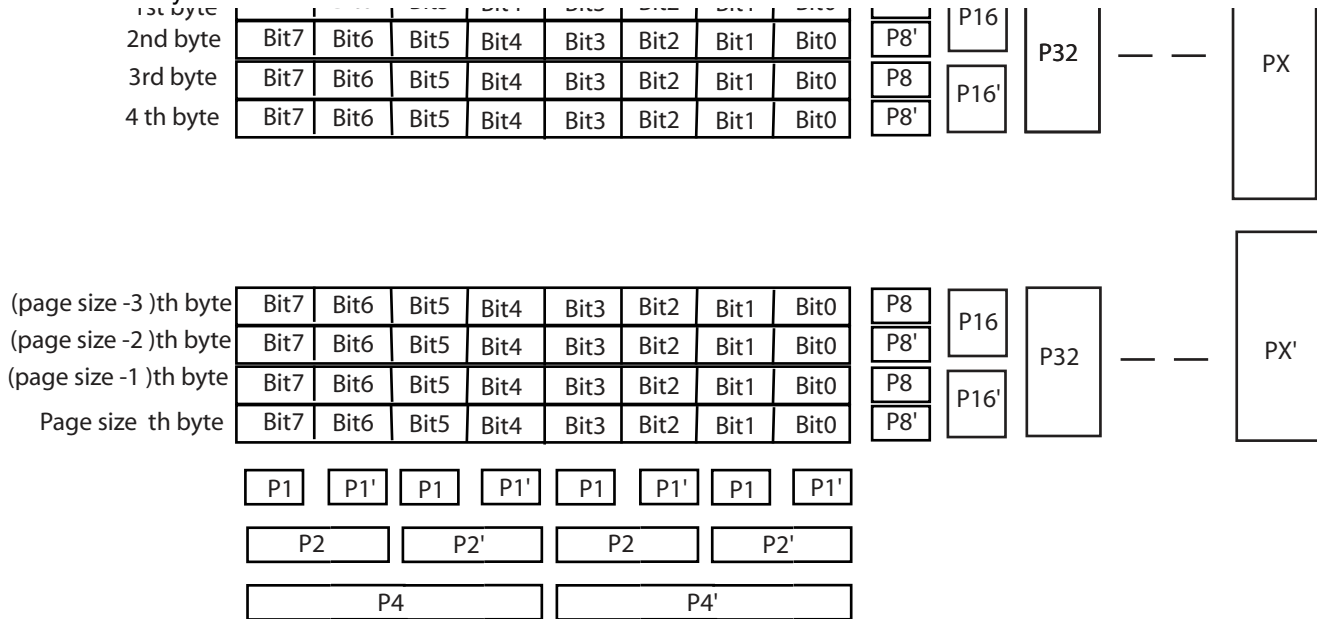 1st byte
2nd byte Bit7 Bit6 Bit5 Bit4 Bit3 Bit2 Bit1 Bit0 P8' P16 P32 PX
3rd byte Bit7 Bit6 Bit5 Bit4 Bit3 Bit2 Bit1 Bit0 P8 P16'
4 th byte Bit7 Bit6 Bit5 Bit4 Bit3 Bit2 Bit1 Bit0 P8'
(page size -3 )th byte Bit7 Bit6 Bit5 Bit4 Bit3 Bit2 Bit1 Bit0 P8 P16
(page size -2 )th byte Bit7 Bit6 Bit5 Bit4 Bit3 Bit2 Bit1 Bit0 P8' P32 PX'
(page size -1 )th byte Bit7 Bit6 Bit5 Bit4 Bit3 Bit2 Bit1 Bit0 P8 P16'
Page size th byte Bit7 Bit6 Bit5 Bit4 Bit3 Bit2 Bit1 Bit0 P8'
P1 P1' P1 P1' P1 P1' P1 P1'
P2 P2' P2 P2'
P4 P4'